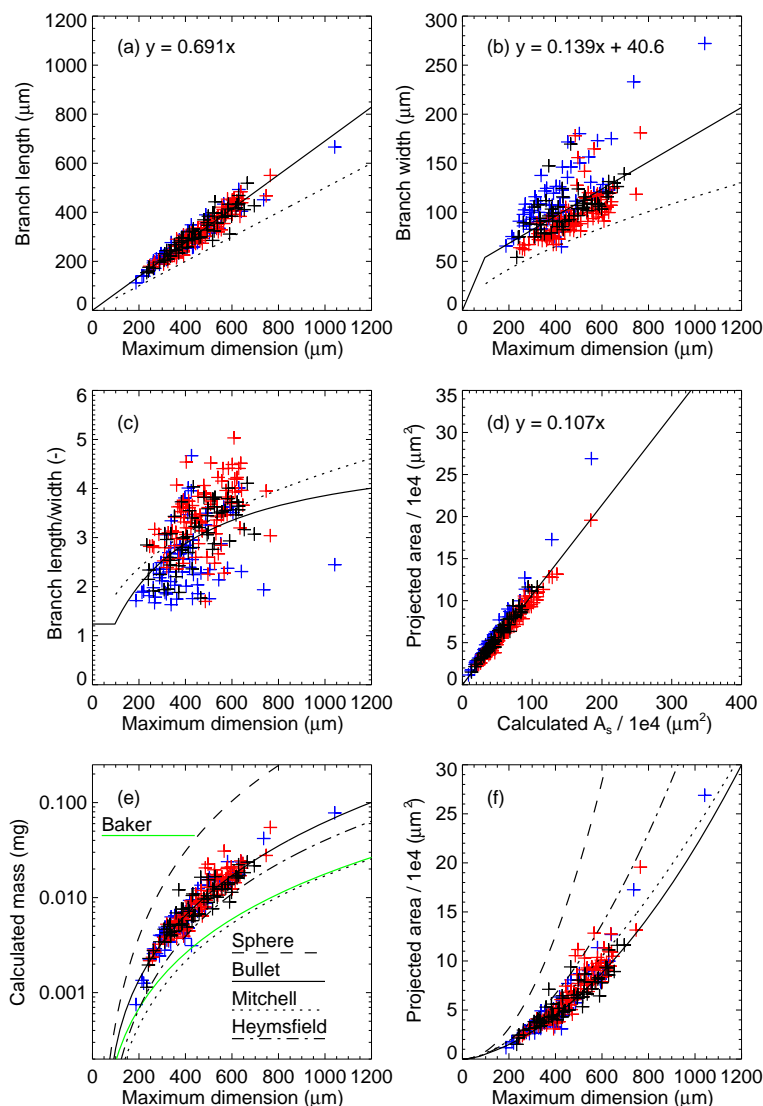 1200
1000
800
600
400
200
0
Branch length (μm)
(a) y = 0.691x
0 200 400 600 800 1000 1200
Maximum dimension (μm)
300
250
200
150
100
50
0
Branch width (μm)
(b) y = 0.139x + 40.6
0 200 400 600 800 1000 1200
Maximum dimension (μm)
6
5
4
3
2
1
0
Branch length/width (-)
(c)
0 200 400 600 800 1000 1200
Maximum dimension (μm)
35
30
25
20
15
10
5
0
Projected area / 1e4 (μm²)
(d) y = 0.107x
0 100 200 300 400
Calculated Aₛ / 1e4 (μm²)
0.100
0.010
0.001
Calculated mass (mg)
(e)
Baker
Sphere
Bullet
Mitchell
Heymsfield
0 200 400 600 800 1000 1200
Maximum dimension (μm)
30
25
20
15
10
5
0
Projected area / 1e4 (μm²)
(f)
0 200 400 600 800 1000 1200
Maximum dimension (μm)